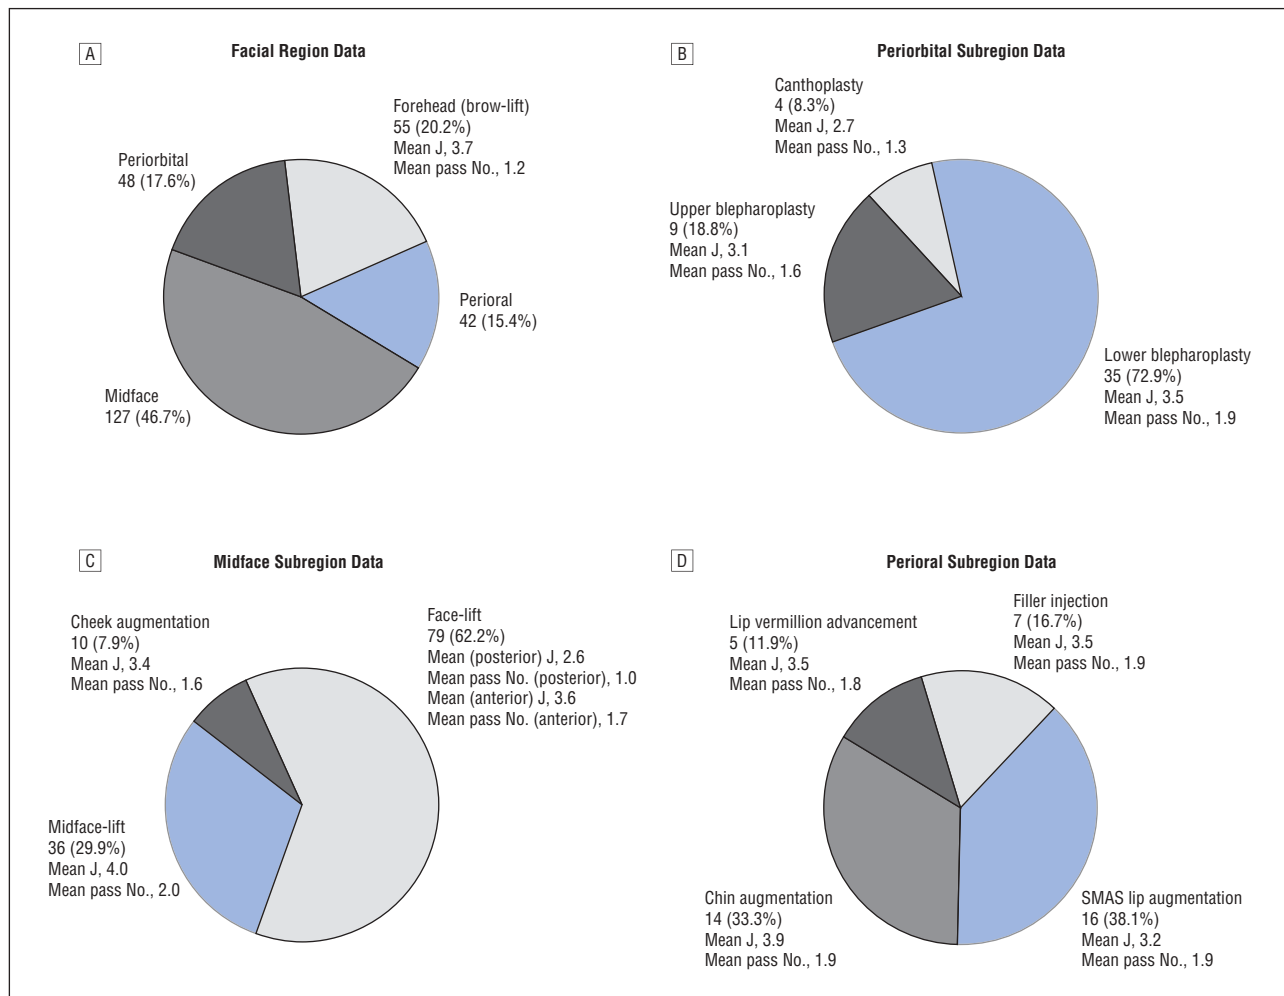 A
Facial Region Data
Forehead (brow-lift)
55 (20.2%)
Mean J, 3.7
Mean pass No., 1.2
Periorbital
48 (17.6%)
Perioral
42 (15.4%)
Midface
127 (46.7%)
B
Periorbital Subregion Data
Canthoplasty
4 (8.3%)
Mean J, 2.7
Mean pass No., 1.3
Upper blepharoplasty
9 (18.8%)
Mean J, 3.1
Mean pass No., 1.6
Lower blepharoplasty
35 (72.9%)
Mean J, 3.5
Mean pass No., 1.9
C
Midface Subregion Data
Cheek augmentation
10 (7.9%)
Mean J, 3.4
Mean pass No., 1.6
Face-lift
79 (62.2%)
Mean (posterior) J, 2.6
Mean pass No. (posterior), 1.0
Mean (anterior) J, 3.6
Mean pass No. (anterior), 1.7
Midface-lift
36 (29.9%)
Mean J, 4.0
Mean pass No., 2.0
D
Perioral Subregion Data
Filler injection
7 (16.7%)
Mean J, 3.5
Mean pass No., 1.9
Lip vermillion advancement
5 (11.9%)
Mean J, 3.5
Mean pass No., 1.8
Chin augmentation
14 (33.3%)
Mean J, 3.9
Mean pass No., 1.9
SMAS lip augmentation
16 (38.1%)
Mean J, 3.2
Mean pass No., 1.9